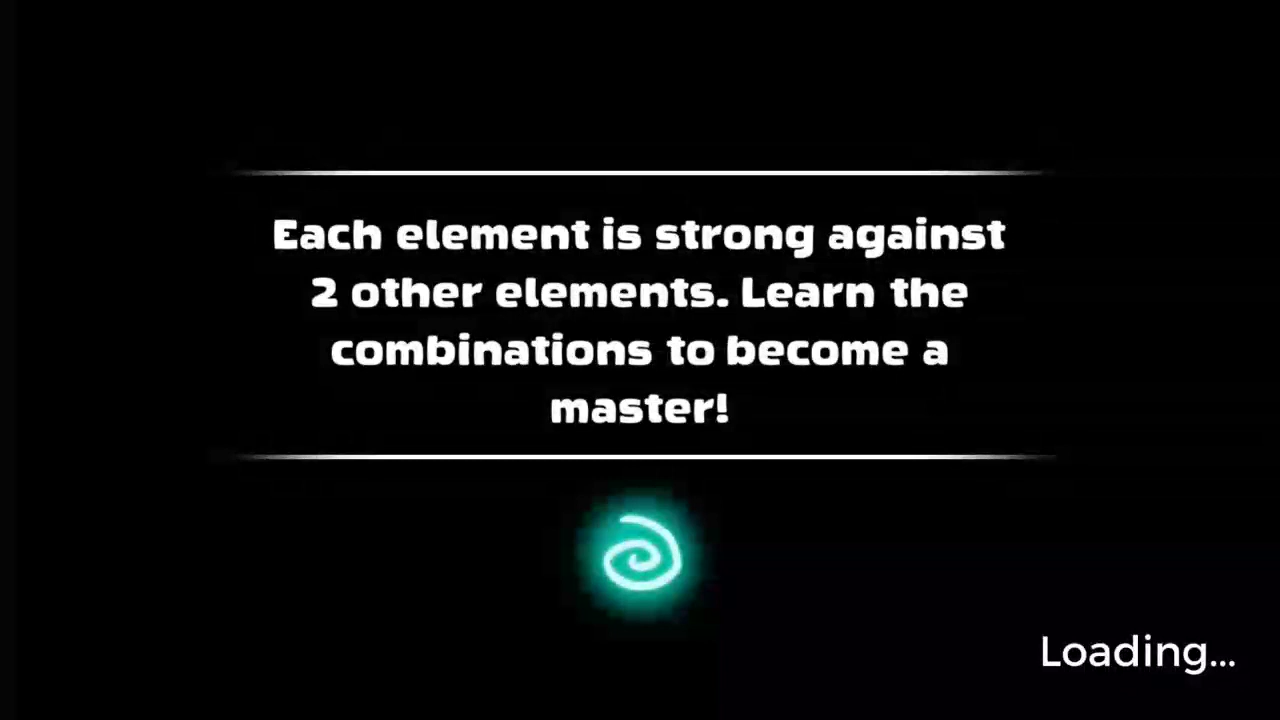 Each element is strong against
2 other elements. Learn the
combinations to become a
master!
Loading...